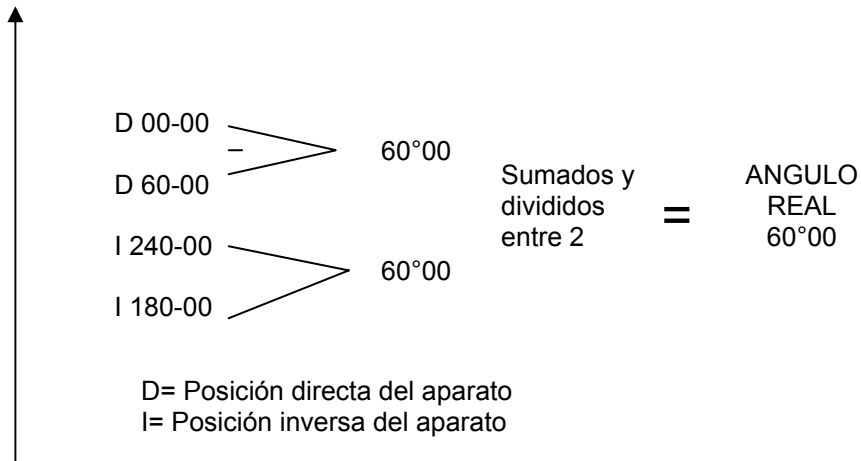 D 00-00
–
D 60-00
60°00
I 240-00
I 180-00
60°00
Sumados y
divididos
entre 2
=
ANGULO
REAL
60°00
D= Posición directa del aparato
I= Posición inversa del aparato